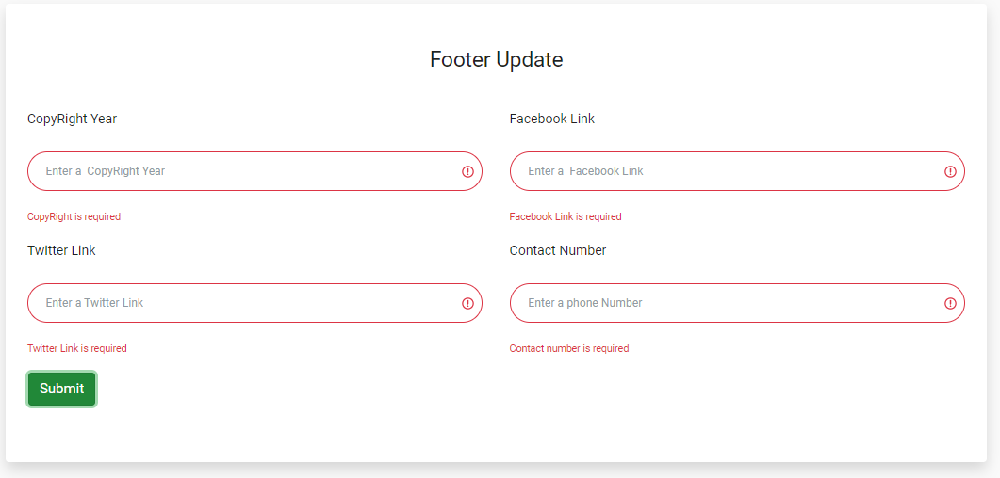 Footer Update
CopyRight Year
Facebook Link
Enter a  CopyRight Year
Enter a  Facebook Link
CopyRight is required
Facebook Link is required
Twitter Link
Contact Number
Enter a Twitter Link
Enter a phone Number
Twitter Link is required
Contact number is required
Submit